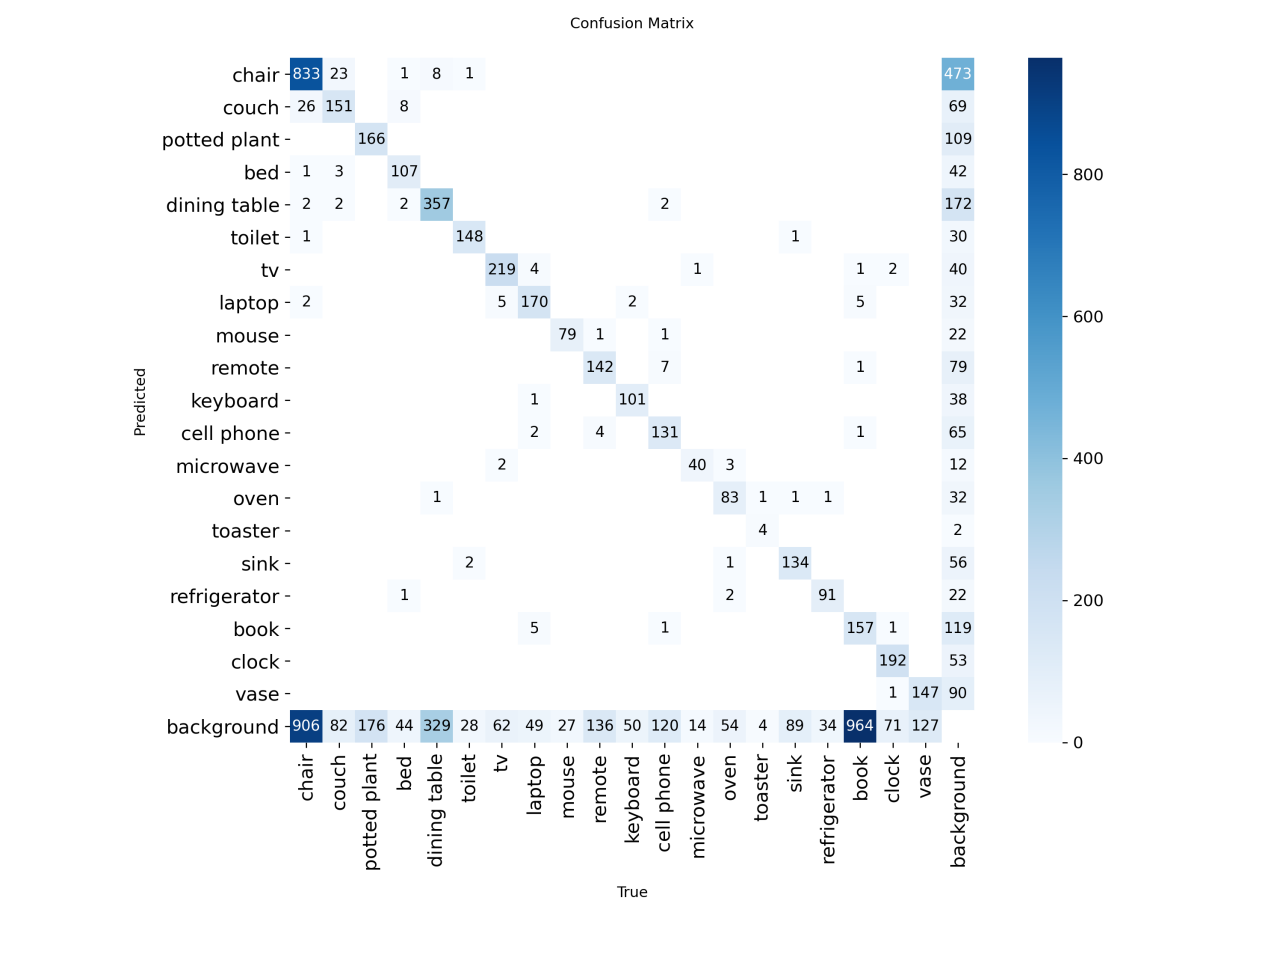 Confusion Matrix
chair 833 23 1 8 1 473
couch 26 151 8 69
potted plant 166 109
bed 1 3 107 42
dining table 2 2 2 357 2 172
toilet 1 148 1 30
tv 219 4 1 1 2 40
laptop 2 5 170 2 5 32
mouse 79 1 1 22
remote 142 7 1 79
keyboard 1 101 38
cell phone 2 4 131 1 65
microwave 2 40 3 12
oven 1 83 1 1 1 32
toaster 4 2
sink 2 1 134 56
refrigerator 1 2 91 22
book 5 1 157 1 119
clock 192 53
vase 1 147 90
background 906 82 176 44 329 28 62 49 27 136 50 120 14 54 4 89 34 964 71 127
chair couch potted plant bed dining table toilet tv laptop mouse remote keyboard cell phone microwave oven toaster sink refrigerator book clock vase background
True
Predicted
800
600
400
200
0